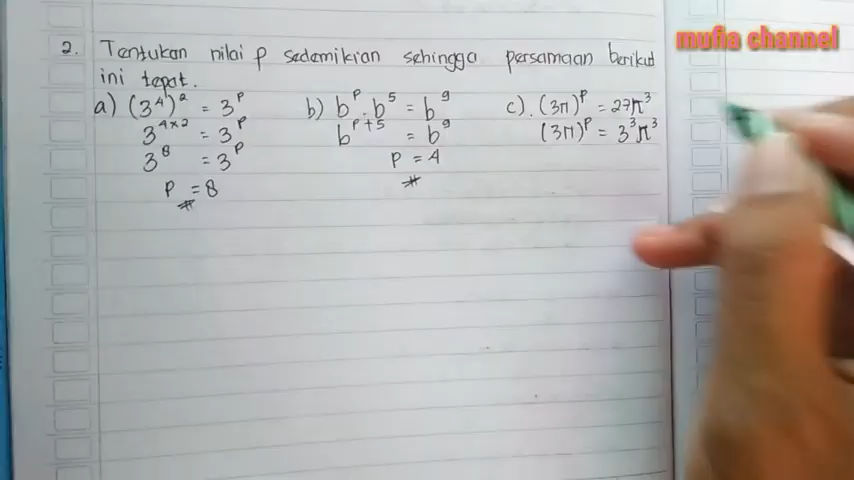 mufia channel
2. Tentukan nilai p sedemikian sehingga persamaan berikut
ini tepat.
a) (3⁴)² = 3ᵖ
3⁴ˣ² = 3ᵖ
3⁸ = 3ᵖ
p = 8
b) bᵖ . b⁵ = b⁹
bᵖ⁺⁵ = b⁹
p = 4
c). (3π)ᵖ = 27π³
(3π)ᵖ = 3³π³